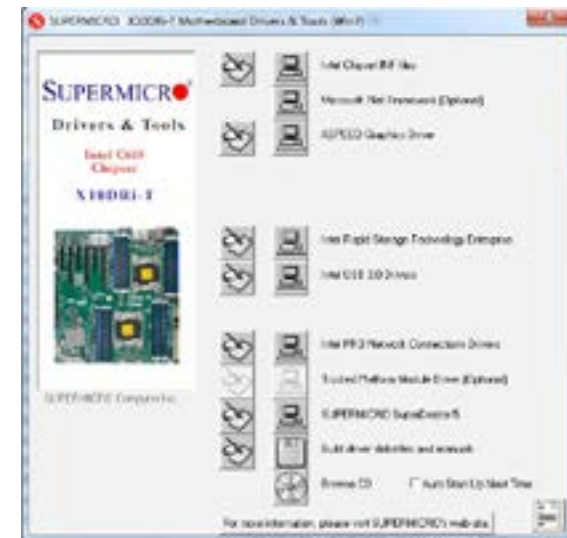 SUPERMICRO X10DRi-T Motherboard Drivers & Tools (Win7)
SUPERMICRO
Drivers & Tools
Intel C610
Chipset
X10DRi-T
SUPERMICRO Computer Inc.
Intel Chipset INF files
Microsoft .Net Framework (Optional)
ASPEED Graphics Driver
Intel Rapid Storage Technology Enterprise
Intel USB 3.0 Drivers
Intel PRO Network Connections Drivers
Trusted Platform Module Driver (Optional)
SUPERMICRO SuperDoctor 5
Build driver diskettes and manuals
Browse CD
Auto Start Up Next Time
For more information, please visit SUPERMICRO's web site.